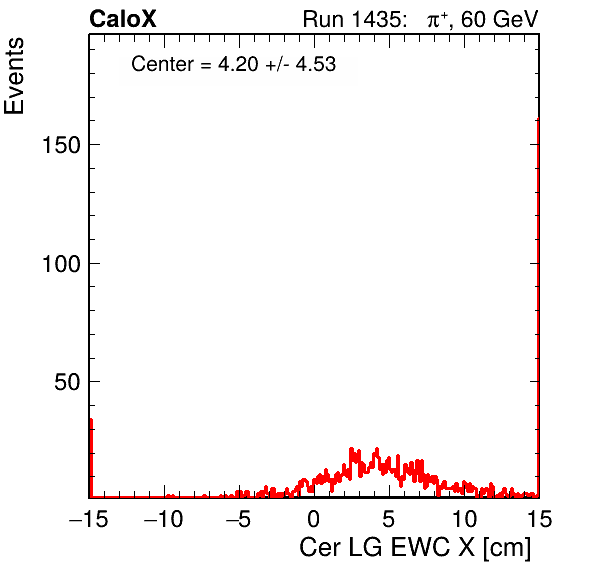 CaloX Run 1435: π⁺, 60 GeV
Center = 4.20 +/- 4.53
Events
150
100
50
−15 −10 −5 0 5 10 15
Cer LG EWC X [cm]